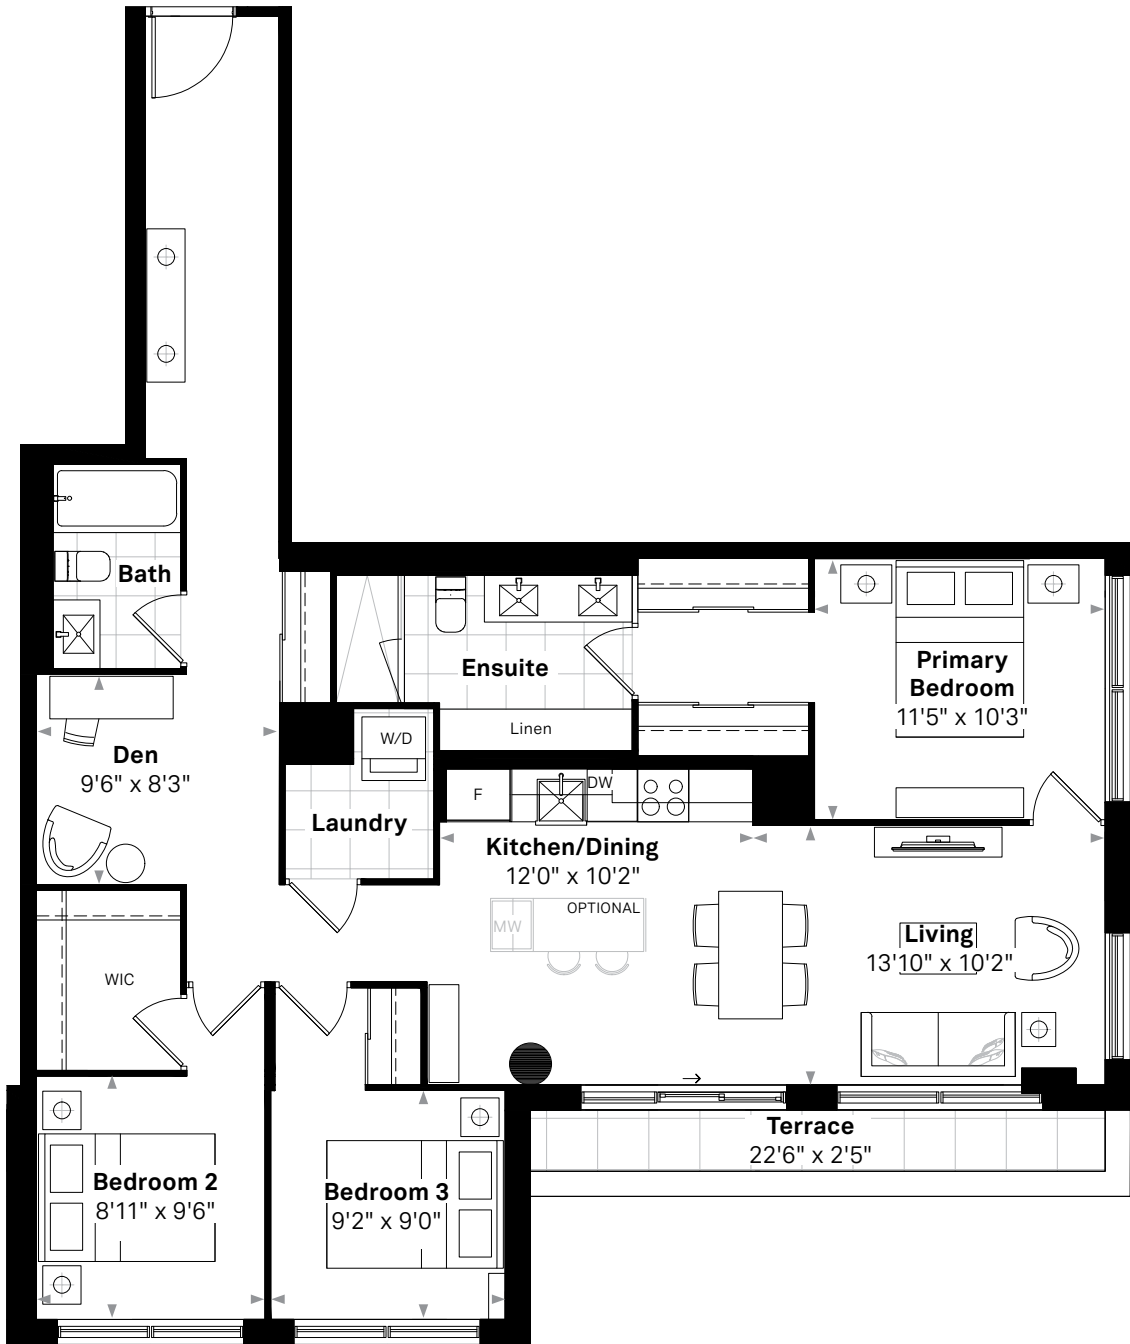 Bath
Ensuite
Linen
Primary
Bedroom
11'5" x 10'3"
W/D
Den
9'6" x 8'3"
Laundry
F
DW
Kitchen/Dining
12'0" x 10'2"
OPTIONAL
MW
Living
13'10" x 10'2"
WIC
Terrace
22'6" x 2'5"
Bedroom 2
8'11" x 9'6"
Bedroom 3
9'2" x 9'0"